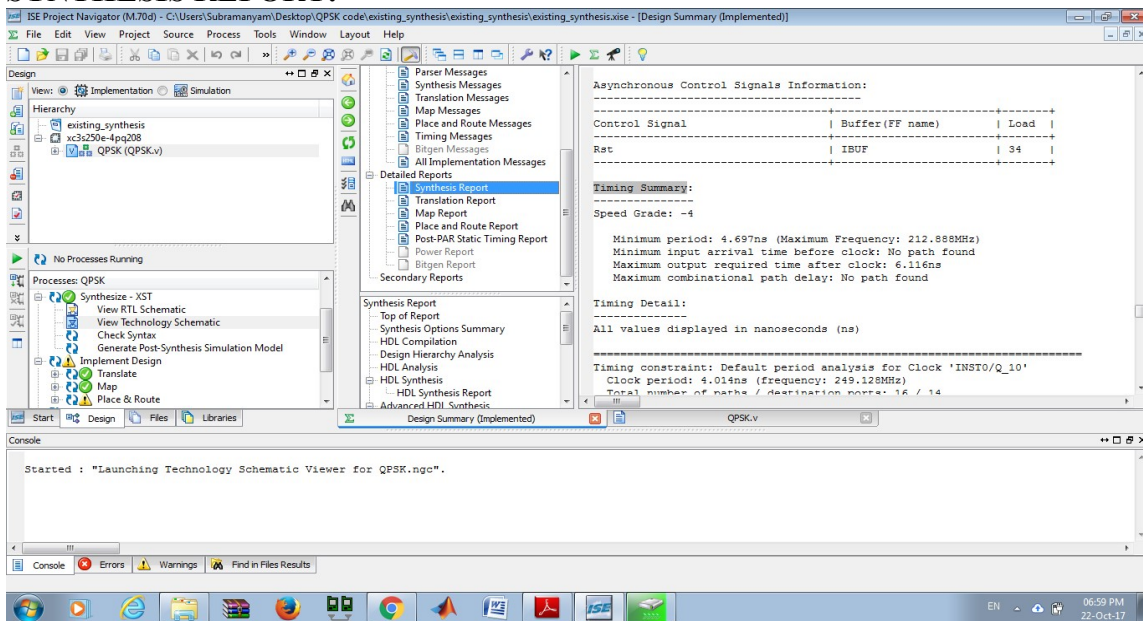 SYNTHESIS REPORT:
ISE Project Navigator (M.70d) - C:\Users\Subramanyam\Desktop\QPSK code\existing_synthesis\existing_synthesis\existing_synthesis.xise - [Design Summary (Implemented)]
File Edit View Project Source Process Tools Window Layout Help
Design
View: Implementation Simulation
Hierarchy
existing_synthesis
xc3s250e-4pq208
QPSK (QPSK.v)
No Processes Running
Processes: QPSK
Synthesize - XST
View RTL Schematic
View Technology Schematic
Check Syntax
Generate Post-Synthesis Simulation Model
Implement Design
Translate
Map
Place & Route
Start Design Files Libraries
Parser Messages
Synthesis Messages
Translation Messages
Map Messages
Place and Route Messages
Timing Messages
Bitgen Messages
All Implementation Messages
Detailed Reports
Synthesis Report
Translation Report
Map Report
Place and Route Report
Post-PAR Static Timing Report
Power Report
Bitgen Report
Secondary Reports
Synthesis Report
Top of Report
Synthesis Options Summary
HDL Compilation
Design Hierarchy Analysis
HDL Analysis
HDL Synthesis
HDL Synthesis Report
Advanced HDL Synthesis
Asynchronous Control Signals Information:
----------------------------------------
-----------------------------------+------------------------+-------+
Control Signal | Buffer(FF name) | Load |
-----------------------------------+------------------------+-------+
Rst | IBUF | 34 |
-----------------------------------+------------------------+-------+
Timing Summary:
---------------
Speed Grade: -4
Minimum period: 4.697ns (Maximum Frequency: 212.888MHz)
Minimum input arrival time before clock: No path found
Maximum output required time after clock: 6.116ns
Maximum combinational path delay: No path found
Timing Detail:
--------------
All values displayed in nanoseconds (ns)
=========================================================================
Timing constraint: Default period analysis for Clock 'INST0/Q_10'
Clock period: 4.014ns (frequency: 249.128MHz)
Total number of paths / destination ports: 16 / 14
Design Summary (Implemented) QPSK.v
Console
Started : "Launching Technology Schematic Viewer for QPSK.ngc".
Console Errors Warnings Find in Files Results
ISE
EN 06:59 PM
22-Oct-17